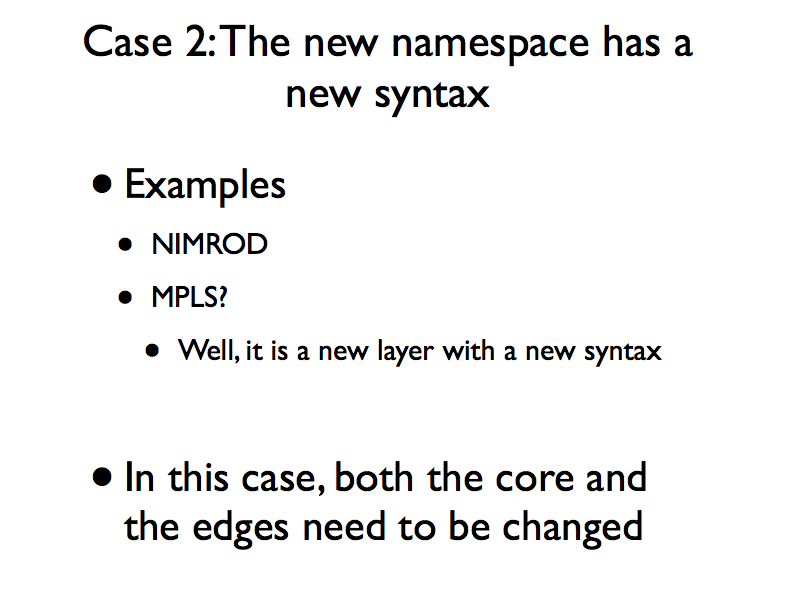 Case 2: The new namespace has a
new syntax
• Examples
• NIMROD
• MPLS?
• Well, it is a new layer with a new syntax
• In this case, both the core and
the edges need to be changed